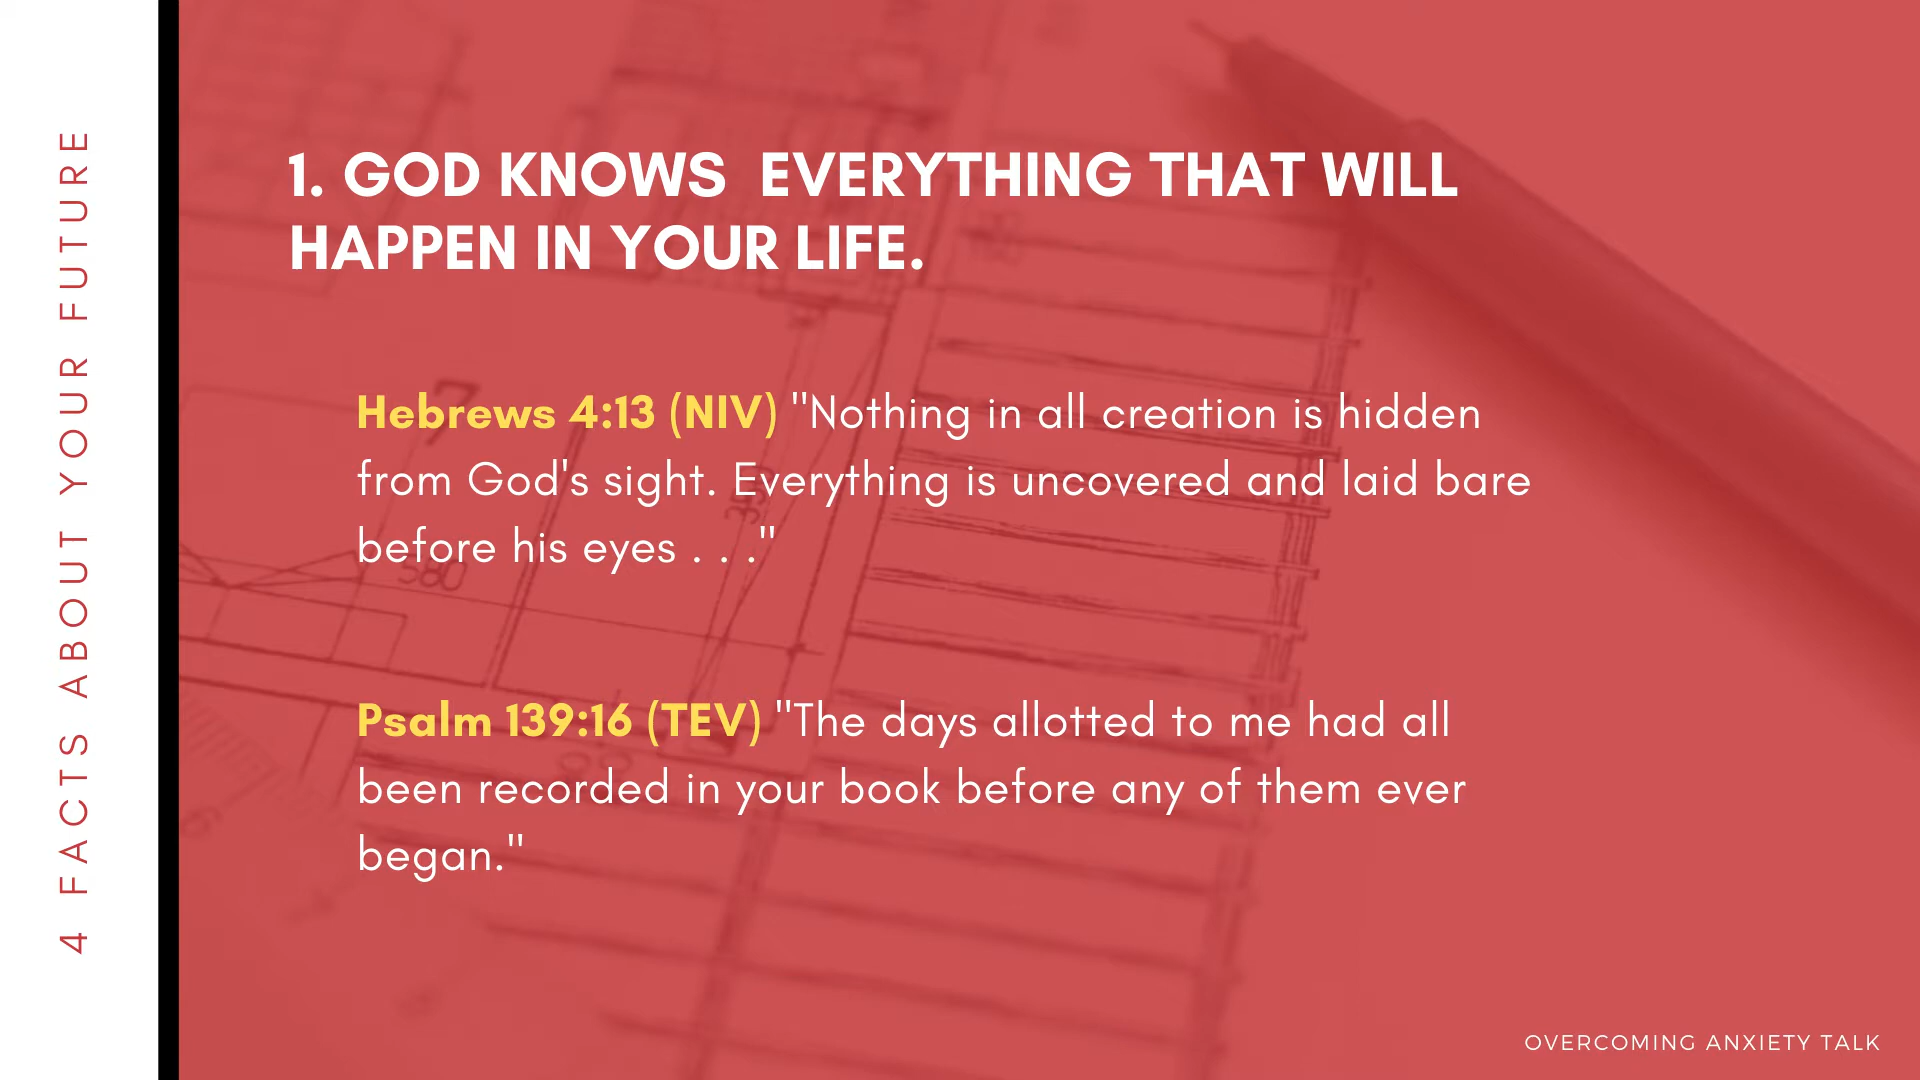 4 FACTS ABOUT YOUR FUTURE
1. GOD KNOWS  EVERYTHING THAT WILL
HAPPEN IN YOUR LIFE.
Hebrews 4:13 (NIV) "Nothing in all creation is hidden
from God's sight. Everything is uncovered and laid bare
before his eyes . . ."
Psalm 139:16 (TEV) "The days allotted to me had all
been recorded in your book before any of them ever
began."
OVERCOMING ANXIETY TALK
7
580